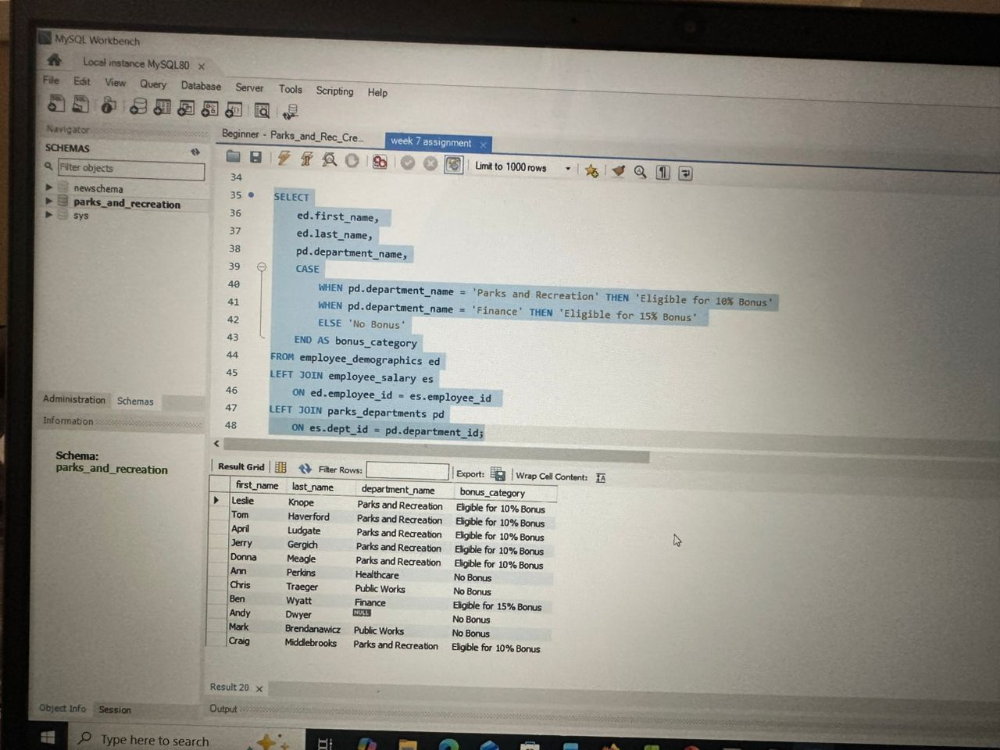 MySQL Workbench
Local instance MySQL80
File Edit View Query Database Server Tools Scripting Help
Navigator
SCHEMAS
Filter objects
newschema
parks_and_recreation
sys
Administration Schemas
Information
Schema:
parks_and_recreation
Object Info Session
Beginner - Parks_and_Rec_Cre...
week 7 assignment
Limit to 1000 rows
34
35 SELECT
36 ed.first_name,
37 ed.last_name,
38 pd.department_name,
39 CASE
40 WHEN pd.department_name = 'Parks and Recreation' THEN 'Eligible for 10% Bonus'
41 WHEN pd.department_name = 'Finance' THEN 'Eligible for 15% Bonus'
42 ELSE 'No Bonus'
43 END AS bonus_category
44 FROM employee_demographics ed
45 LEFT JOIN employee_salary es
46 ON ed.employee_id = es.employee_id
47 LEFT JOIN parks_departments pd
48 ON es.dept_id = pd.department_id;
Result Grid Filter Rows: Export: Wrap Cell Content:
first_name last_name department_name bonus_category
Leslie Knope Parks and Recreation Eligible for 10% Bonus
Tom Haverford Parks and Recreation Eligible for 10% Bonus
April Ludgate Parks and Recreation Eligible for 10% Bonus
Jerry Gergich Parks and Recreation Eligible for 10% Bonus
Donna Meagle Parks and Recreation Eligible for 10% Bonus
Ann Perkins Healthcare No Bonus
Chris Traeger Public Works No Bonus
Ben Wyatt Finance Eligible for 15% Bonus
Andy Dwyer NULL No Bonus
Mark Brendanawicz Public Works No Bonus
Craig Middlebrooks Parks and Recreation Eligible for 10% Bonus
Result 20
Output
Type here to search